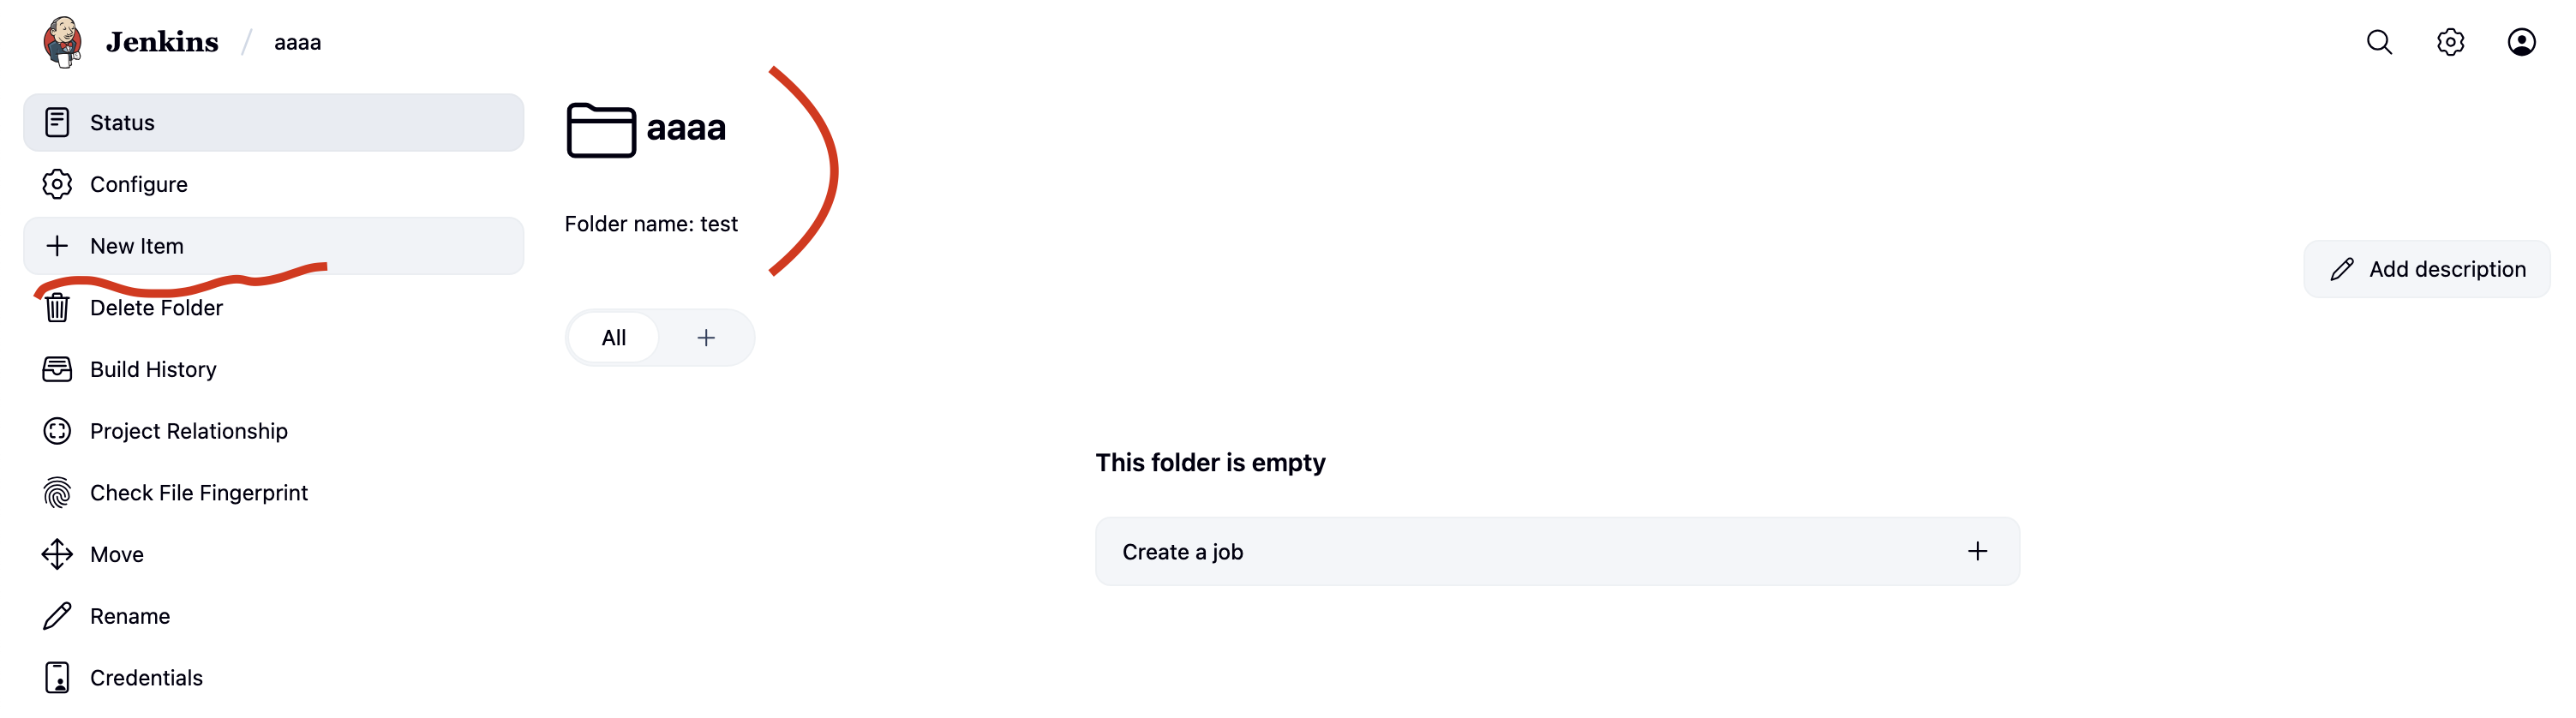 Jenkins / aaaa
Status
Configure
New Item
Delete Folder
Build History
Project Relationship
Check File Fingerprint
Move
Rename
Credentials
aaaa
Folder name: test
Add description
All +
This folder is empty
Create a job +